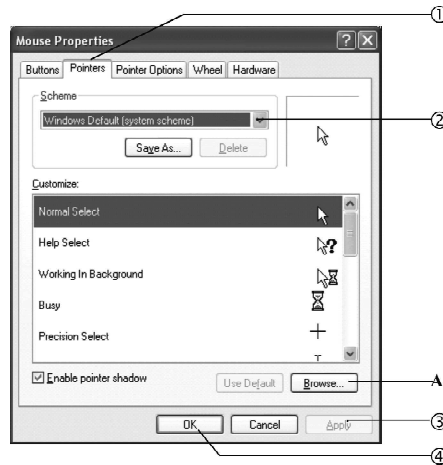 ①
Mouse Properties
Buttons Pointers Pointer Options Wheel Hardware
Scheme
Windows Default (system scheme)
②
Save As... Delete
Customize:
Normal Select
Help Select
Working In Background
Busy
Precision Select
Enable pointer shadow
Use Default Browse...
A
OK Cancel Apply
③
④